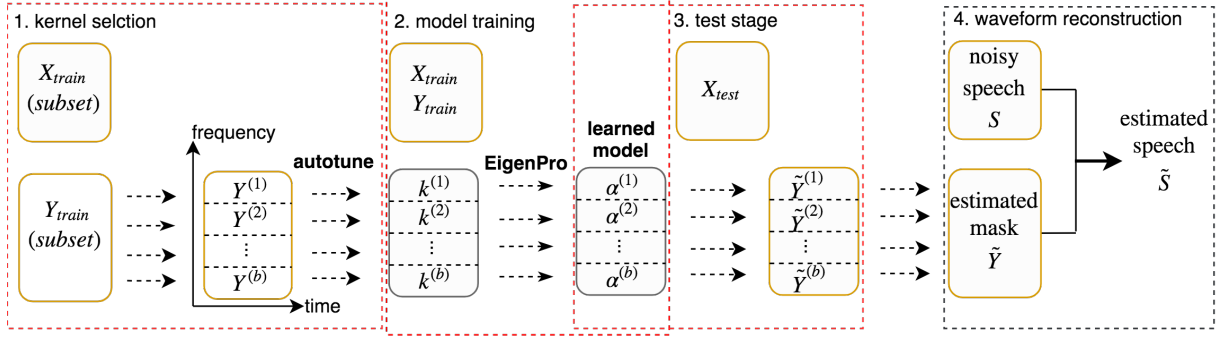 1. kernel selction
X_train
(subset)
Y_train
(subset)
frequency
Y^(1)
Y^(2)
⋮
Y^(b)
time
autotune
2. model training
X_train
Y_train
k^(1)
k^(2)
⋮
k^(b)
EigenPro
learned
model
α^(1)
α^(2)
⋮
α^(b)
3. test stage
X_test
Ỹ^(1)
Ỹ^(2)
⋮
Ỹ^(b)
4. waveform reconstruction
noisy
speech
S
estimated
mask
Ỹ
estimated
speech
S̃